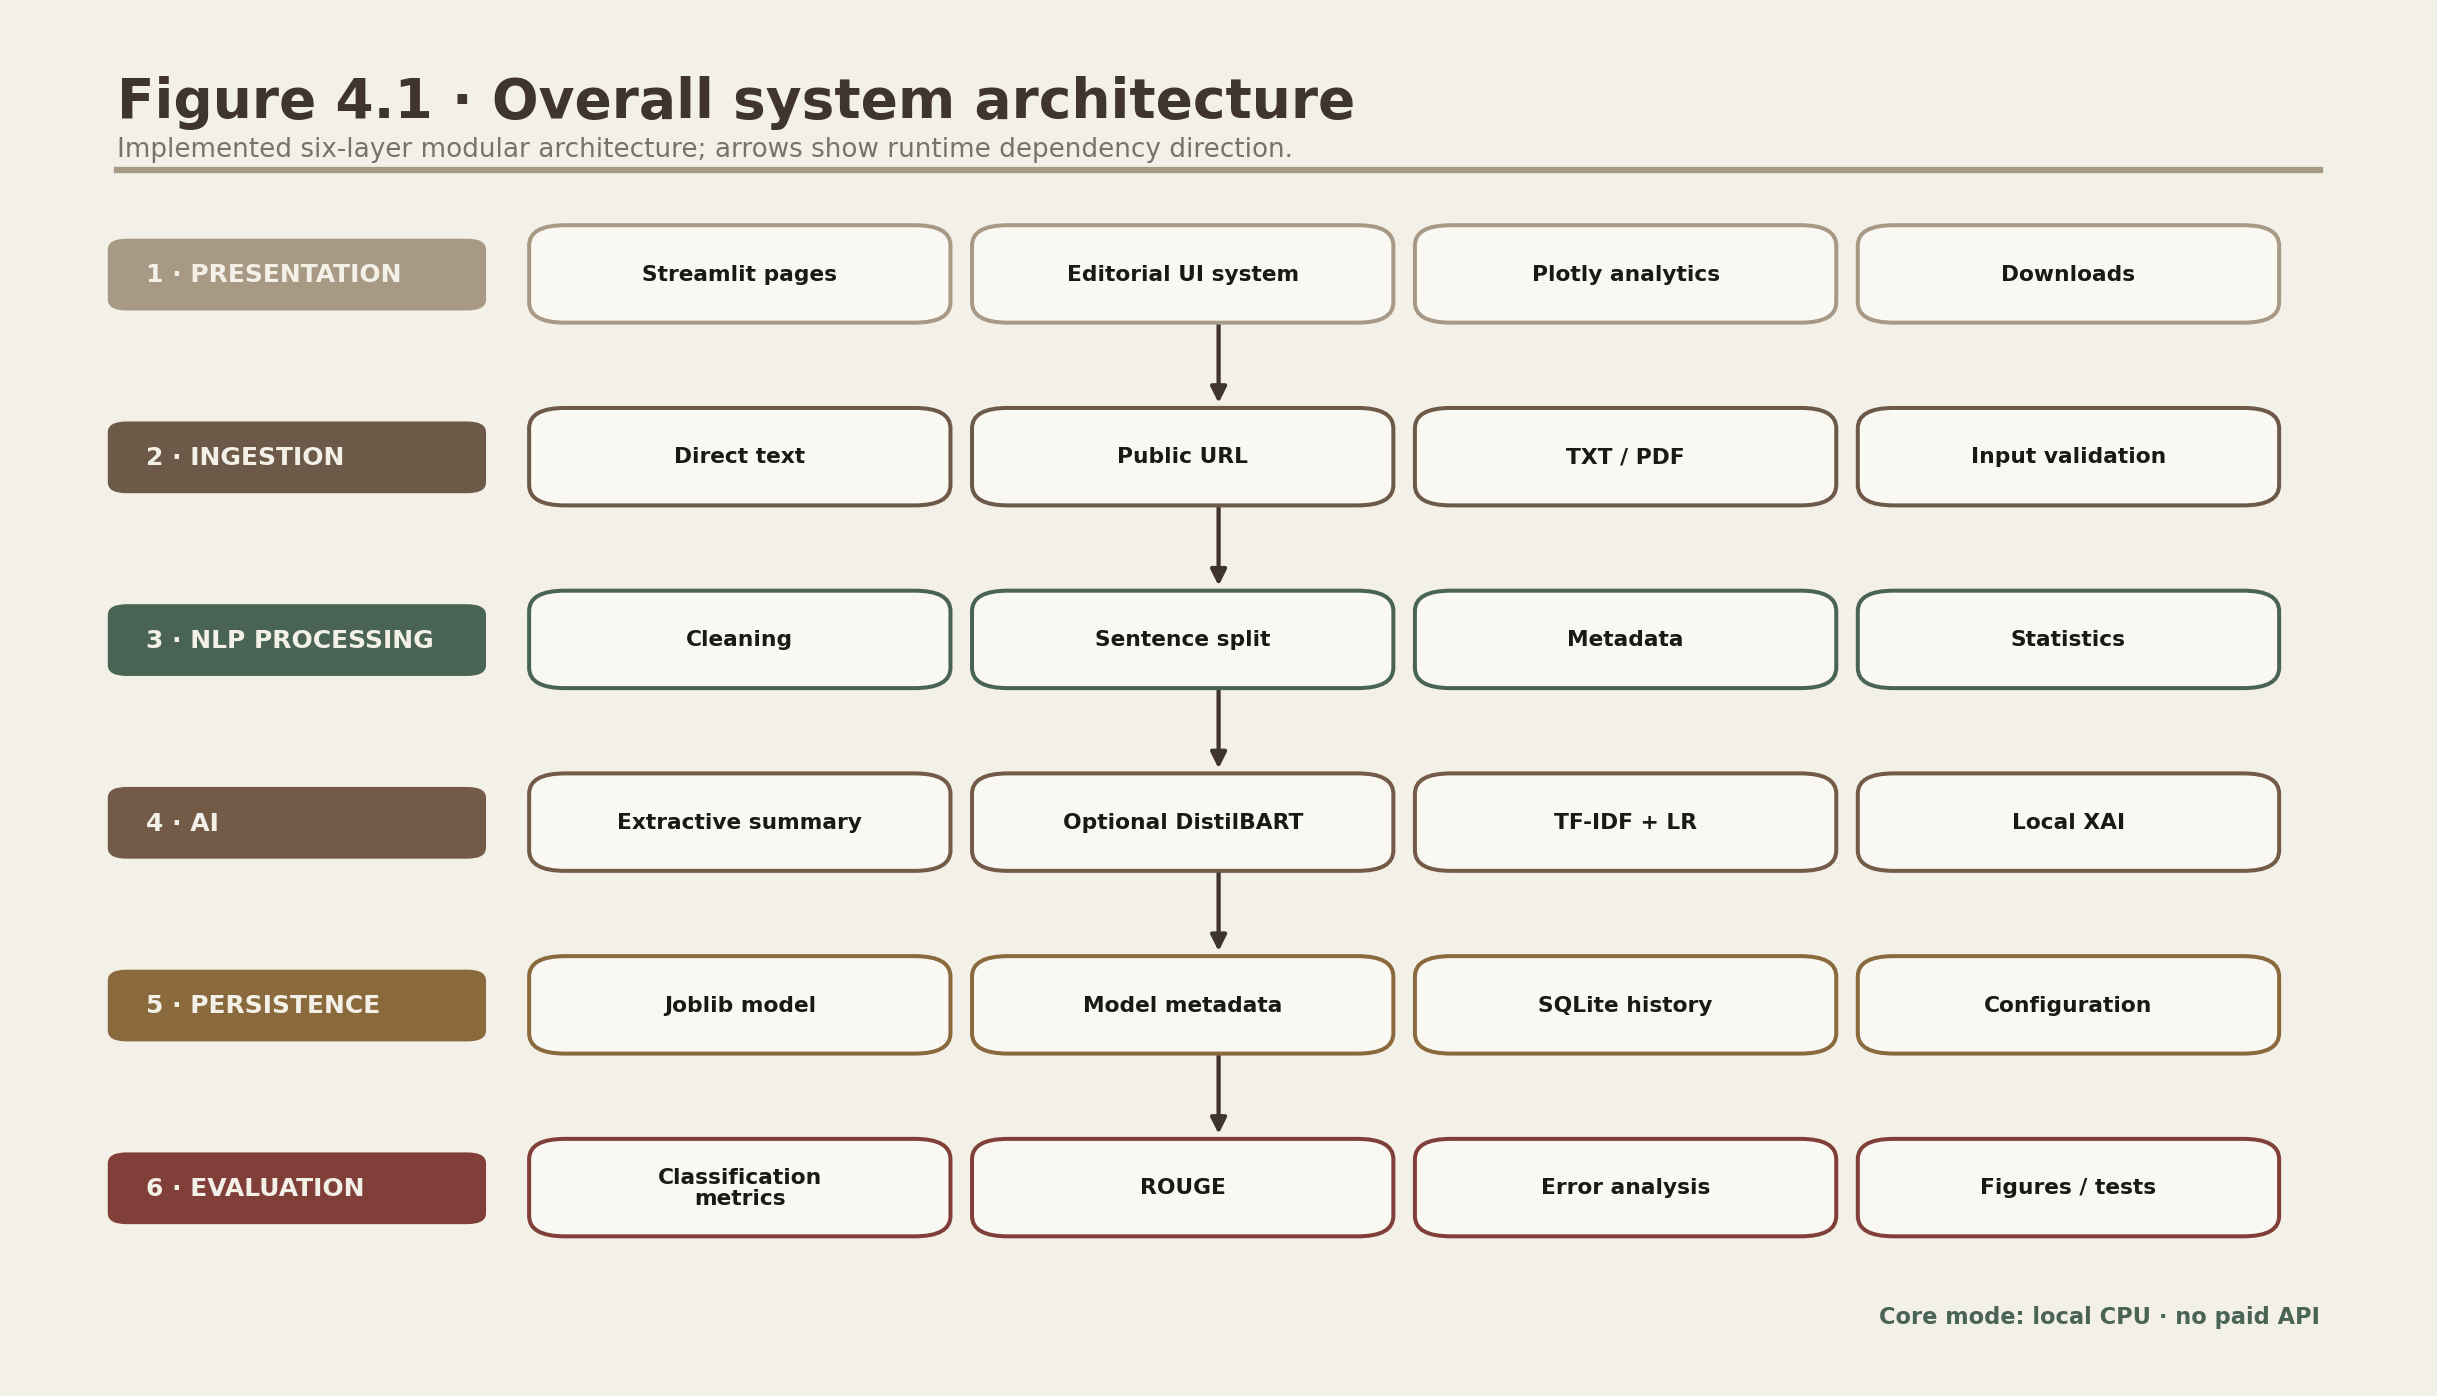 Figure 4.1 · Overall system architecture
Implemented six-layer modular architecture; arrows show runtime dependency direction.
1 · PRESENTATION
Streamlit pages
Editorial UI system
Plotly analytics
Downloads
2 · INGESTION
Direct text
Public URL
TXT / PDF
Input validation
3 · NLP PROCESSING
Cleaning
Sentence split
Metadata
Statistics
4 · AI
Extractive summary
Optional DistilBART
TF-IDF + LR
Local XAI
5 · PERSISTENCE
Joblib model
Model metadata
SQLite history
Configuration
6 · EVALUATION
Classification
metrics
ROUGE
Error analysis
Figures / tests
Core mode: local CPU · no paid API